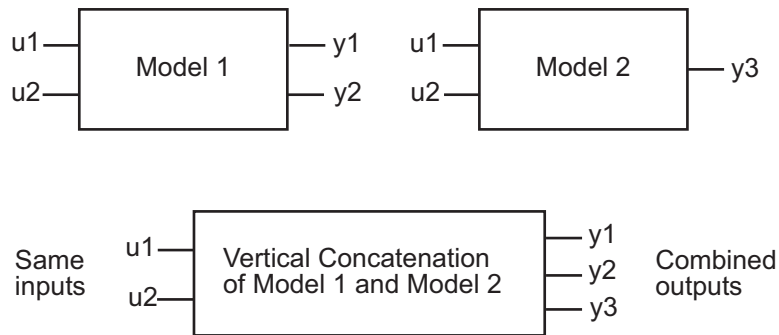 u1
u2
Model 1
y1
y2
u1
u2
Model 2
y3
Same
inputs
u1
u2
Vertical Concatenation
of Model 1 and Model 2
y1
y2
y3
Combined
outputs